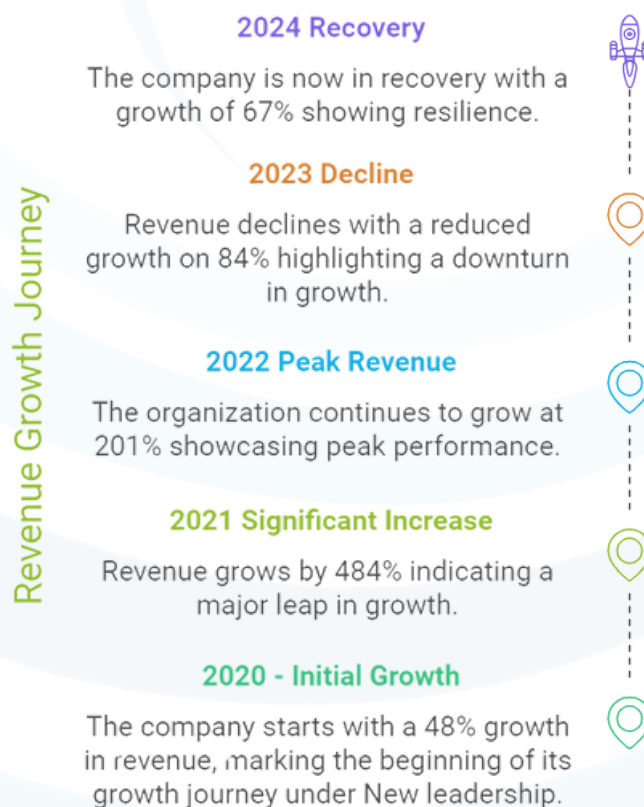 2024 Recovery
The company is now in recovery with a
growth of 67% showing resilience.
2023 Decline
Revenue declines with a reduced
growth on 84% highlighting a downturn
in growth.
2022 Peak Revenue
The organization continues to grow at
201% showcasing peak performance.
2021 Significant Increase
Revenue grows by 484% indicating a
major leap in growth.
2020 - Initial Growth
The company starts with a 48% growth
in revenue, marking the beginning of its
growth journey under New leadership.
Revenue Growth Journey